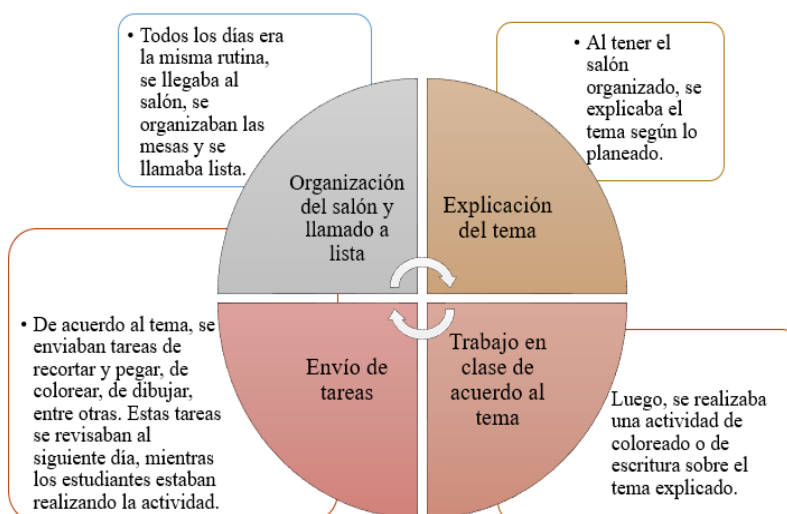 • Todos los días era
la misma rutina,
se llegaba al
salón, se
organizaban las
mesas y se
llamaba lista.
• Al tener el
salón
organizado, se
explicaba el
tema según lo
planeado.
Organización
del salón y
llamado a
lista
Explicación
del tema
• De acuerdo al tema, se
enviaban tareas de
recortar y pegar, de
colorear, de dibujar,
entre otras. Estas tareas
se revisaban al
siguiente día, mientras
los estudiantes estaban
realizando la actividad.
Envío de
tareas
Trabajo en
clase de
acuerdo al
tema
Luego, se realizaba
una actividad de
coloreado o de
escritura sobre el
tema explicado.